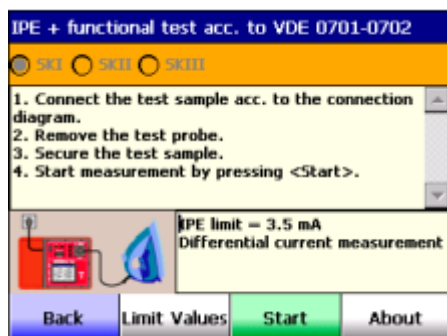 IPE + functional test acc. to VDE 0701-0702
SKI SKII SKIII
1. Connect the test sample acc. to the connection
diagram.
2. Remove the test probe.
3. Secure the test sample.
4. Start measurement by pressing <Start>.
IPE limit = 3.5 mA
Differential current measurement
Back Limit Values Start About